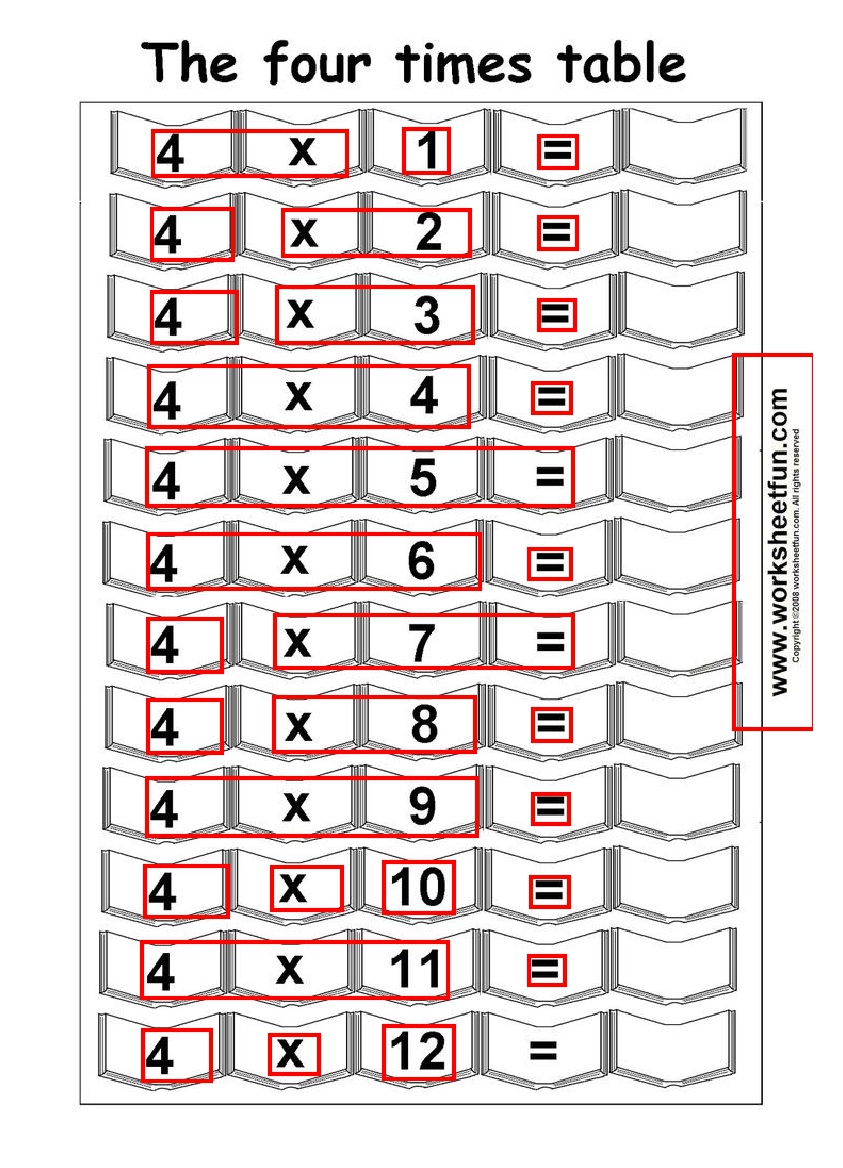 The four times table
4 x 1 =
4 x 2 =
4 x 3 =
4 x 4 =
4 x 5 =
4 x 6 =
4 x 7 =
4 x 8 =
4 x 9 =
4 x 10 =
4 x 11 =
4 x 12 =
www.worksheetfun.com
Copyright ©2008 worksheetfun.com. All rights reserved